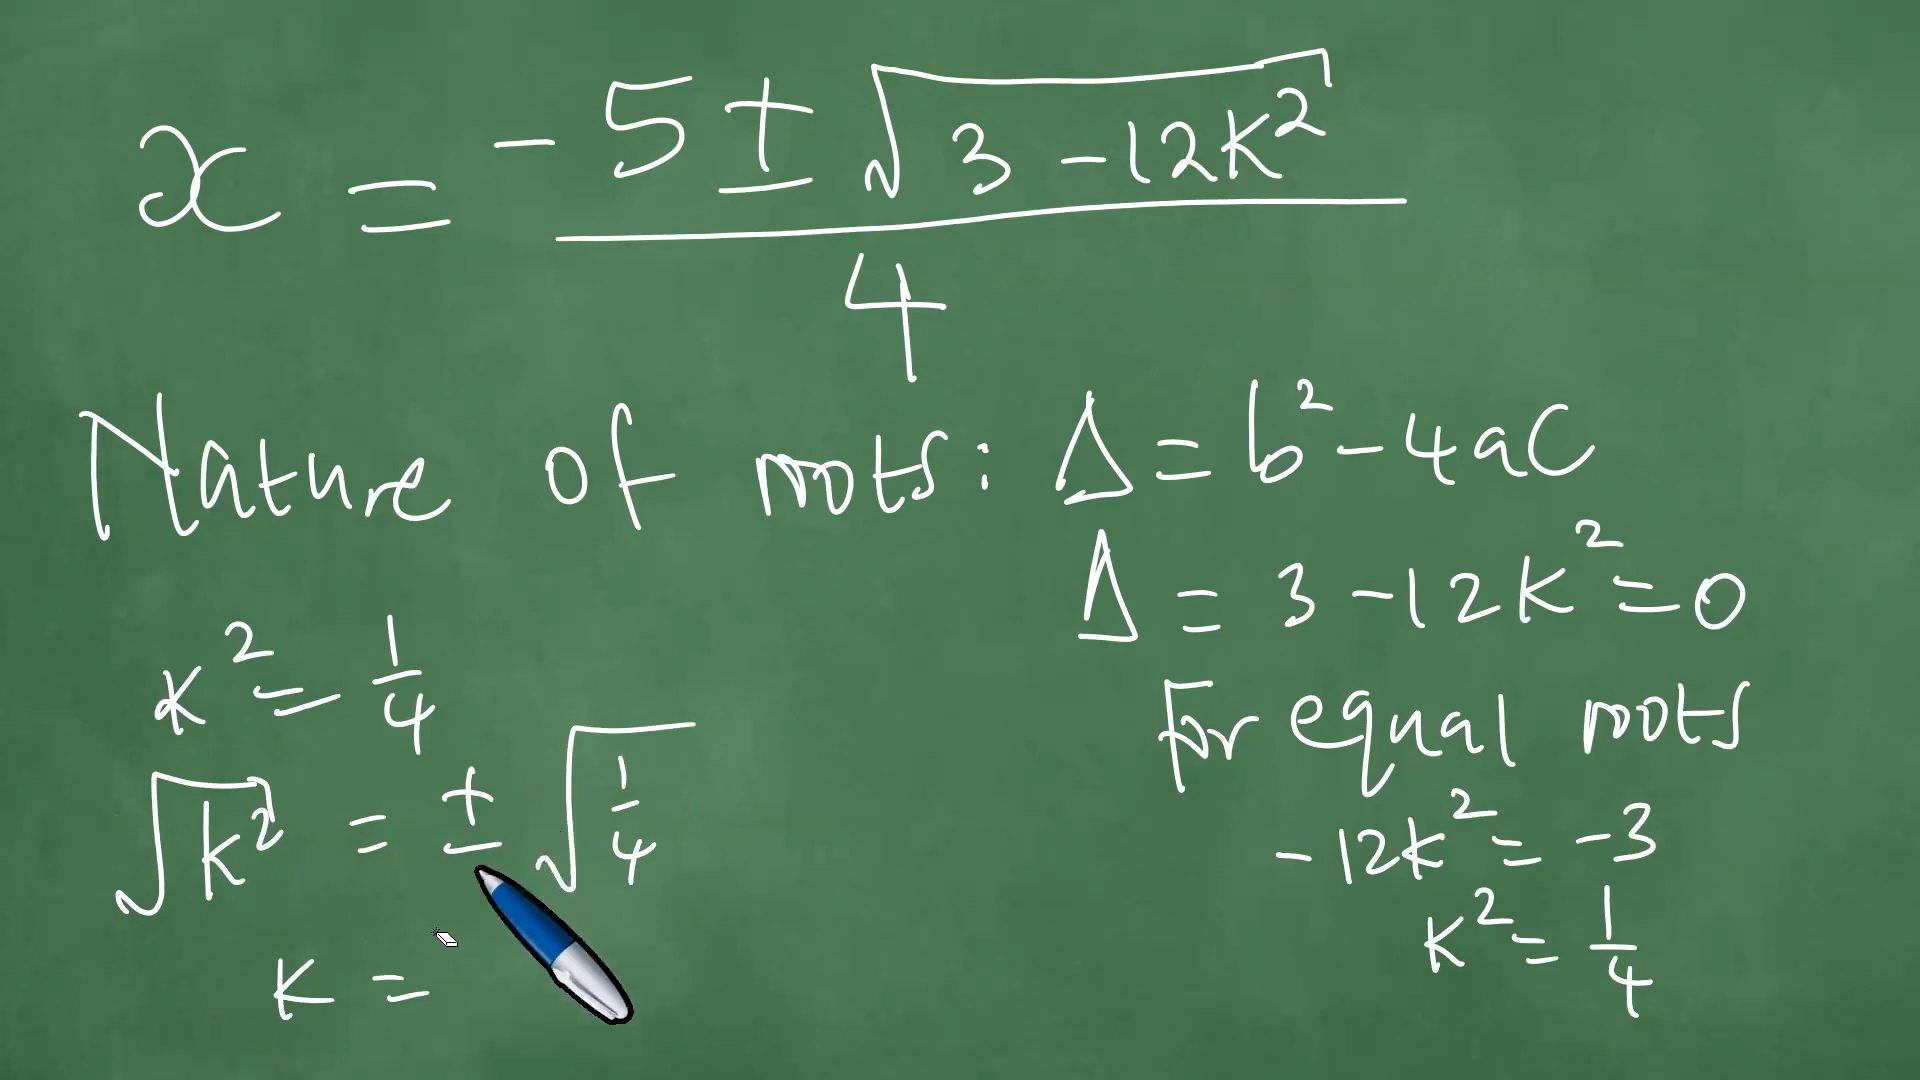 x = (-5 ± √(3 - 12K²)) / 4
Nature of roots: Δ = b² - 4aC
Δ = 3 - 12K² = 0
For equal roots
-12K² = -3
K² = 1/4
K² = 1/4
√(k²) = ± √(1/4)
K =